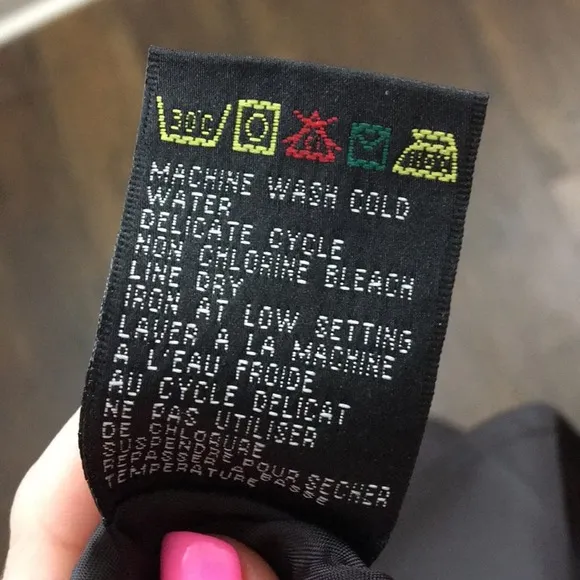 30°C
MACHINE WASH COLD
WATER
DELICATE CYCLE
NON CHLORINE BLEACH
LINE DRY
IRON AT LOW SETTING
LAVER A LA MACHINE
A L'EAU FROIDE
AU CYCLE DELICAT
NE PAS UTILISER
DE CHLORURE
SUSPENDRE POUR SECHER
REPASSER A BASSE
TEMPERATURE